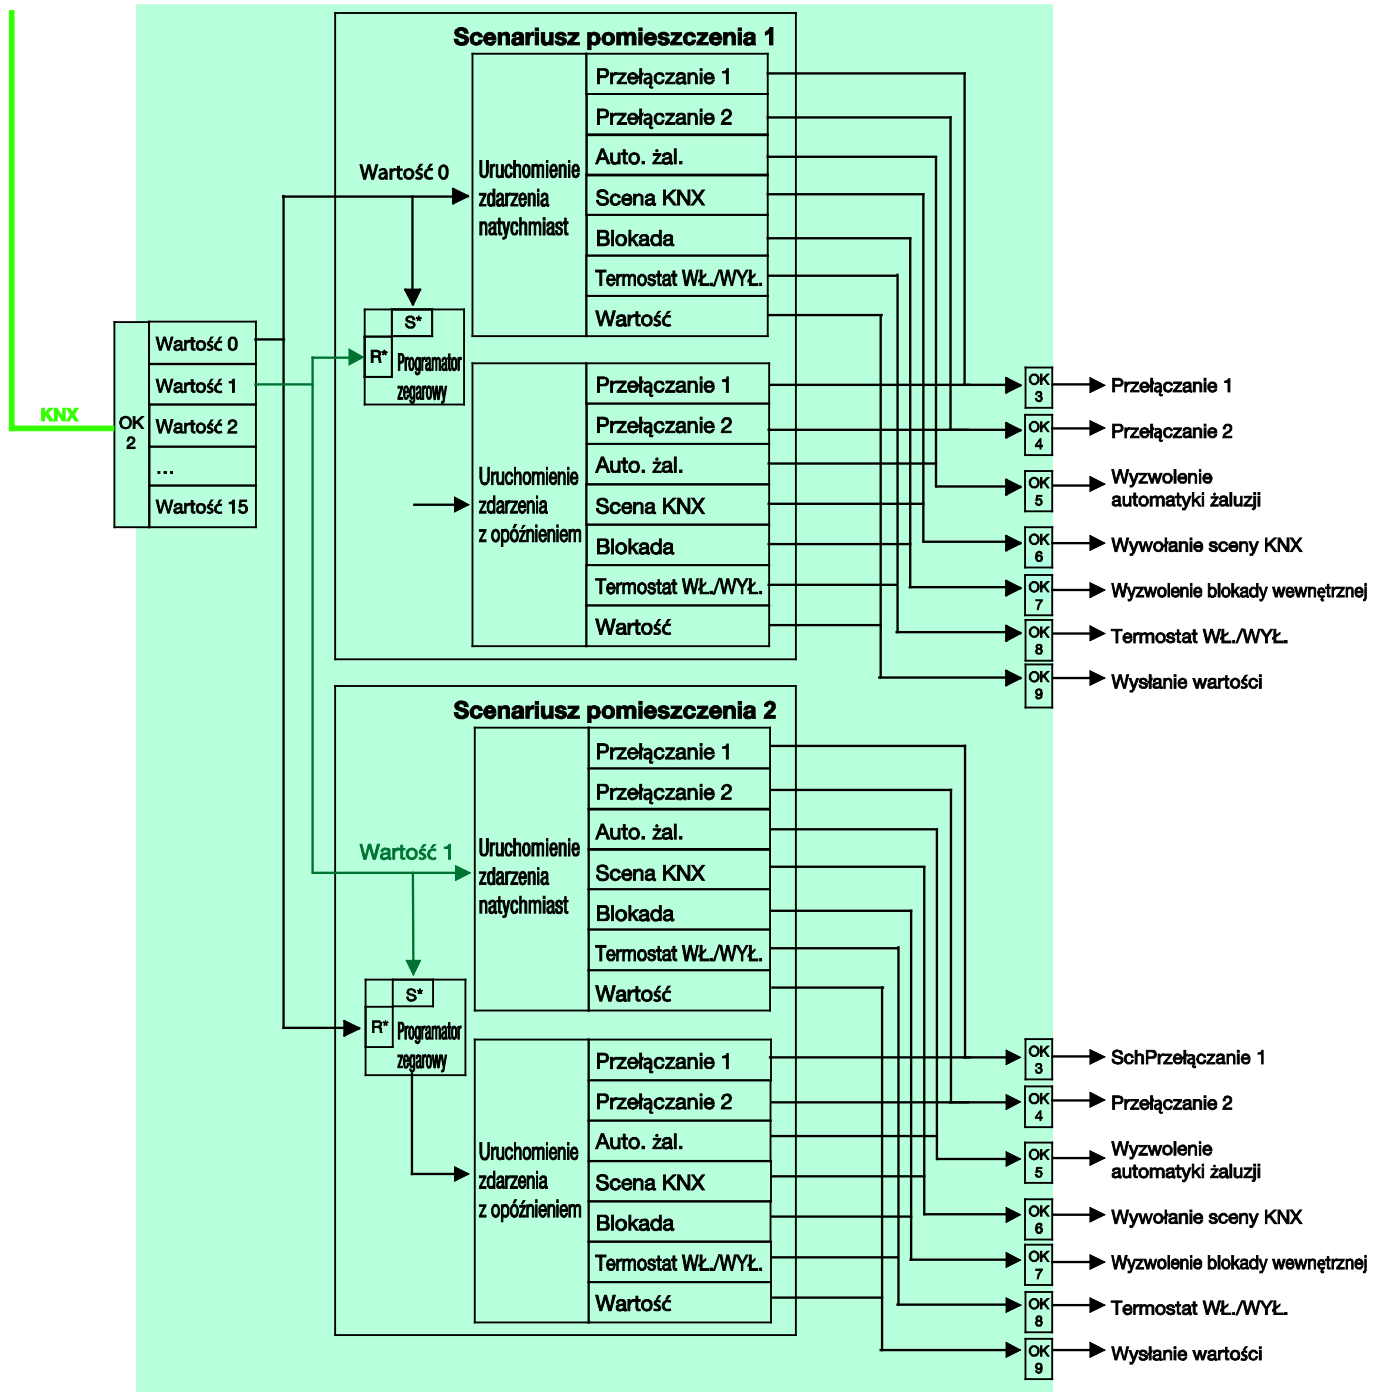 KNX
OK
2
Wartość 0
Wartość 1
Wartość 2
...
Wartość 15
Scenariusz pomieszczenia 1
Wartość 0
S*
R*
Programator
zegarowy
Uruchomienie
zdarzenia
natychmiast
Przełączanie 1
Przełączanie 2
Auto. żal.
Scena KNX
Blokada
Termostat WŁ./WYŁ.
Wartość
Uruchomienie
zdarzenia
z opóźnieniem
Przełączanie 1
Przełączanie 2
Auto. żal.
Scena KNX
Blokada
Termostat WŁ./WYŁ.
Wartość
OK
3
Przełączanie 1
OK
4
Przełączanie 2
OK
5
Wyzwolenie
automatyki żaluzji
OK
6
Wywołanie sceny KNX
OK
7
Wyzwolenie blokady wewnętrznej
OK
8
Termostat WŁ./WYŁ.
OK
9
Wysłanie wartości
Scenariusz pomieszczenia 2
Wartość 1
S*
R*
Programator
zegarowy
Uruchomienie
zdarzenia
natychmiast
Przełączanie 1
Przełączanie 2
Auto. żal.
Scena KNX
Blokada
Termostat WŁ./WYŁ.
Wartość
Uruchomienie
zdarzenia
z opóźnieniem
Przełączanie 1
Przełączanie 2
Auto. żal.
Scena KNX
Blokada
Termostat WŁ./WYŁ.
Wartość
OK
3
SchPrzełączanie 1
OK
4
Przełączanie 2
OK
5
Wyzwolenie
automatyki żaluzji
OK
6
Wywołanie sceny KNX
OK
7
Wyzwolenie blokady wewnętrznej
OK
8
Termostat WŁ./WYŁ.
OK
9
Wysłanie wartości